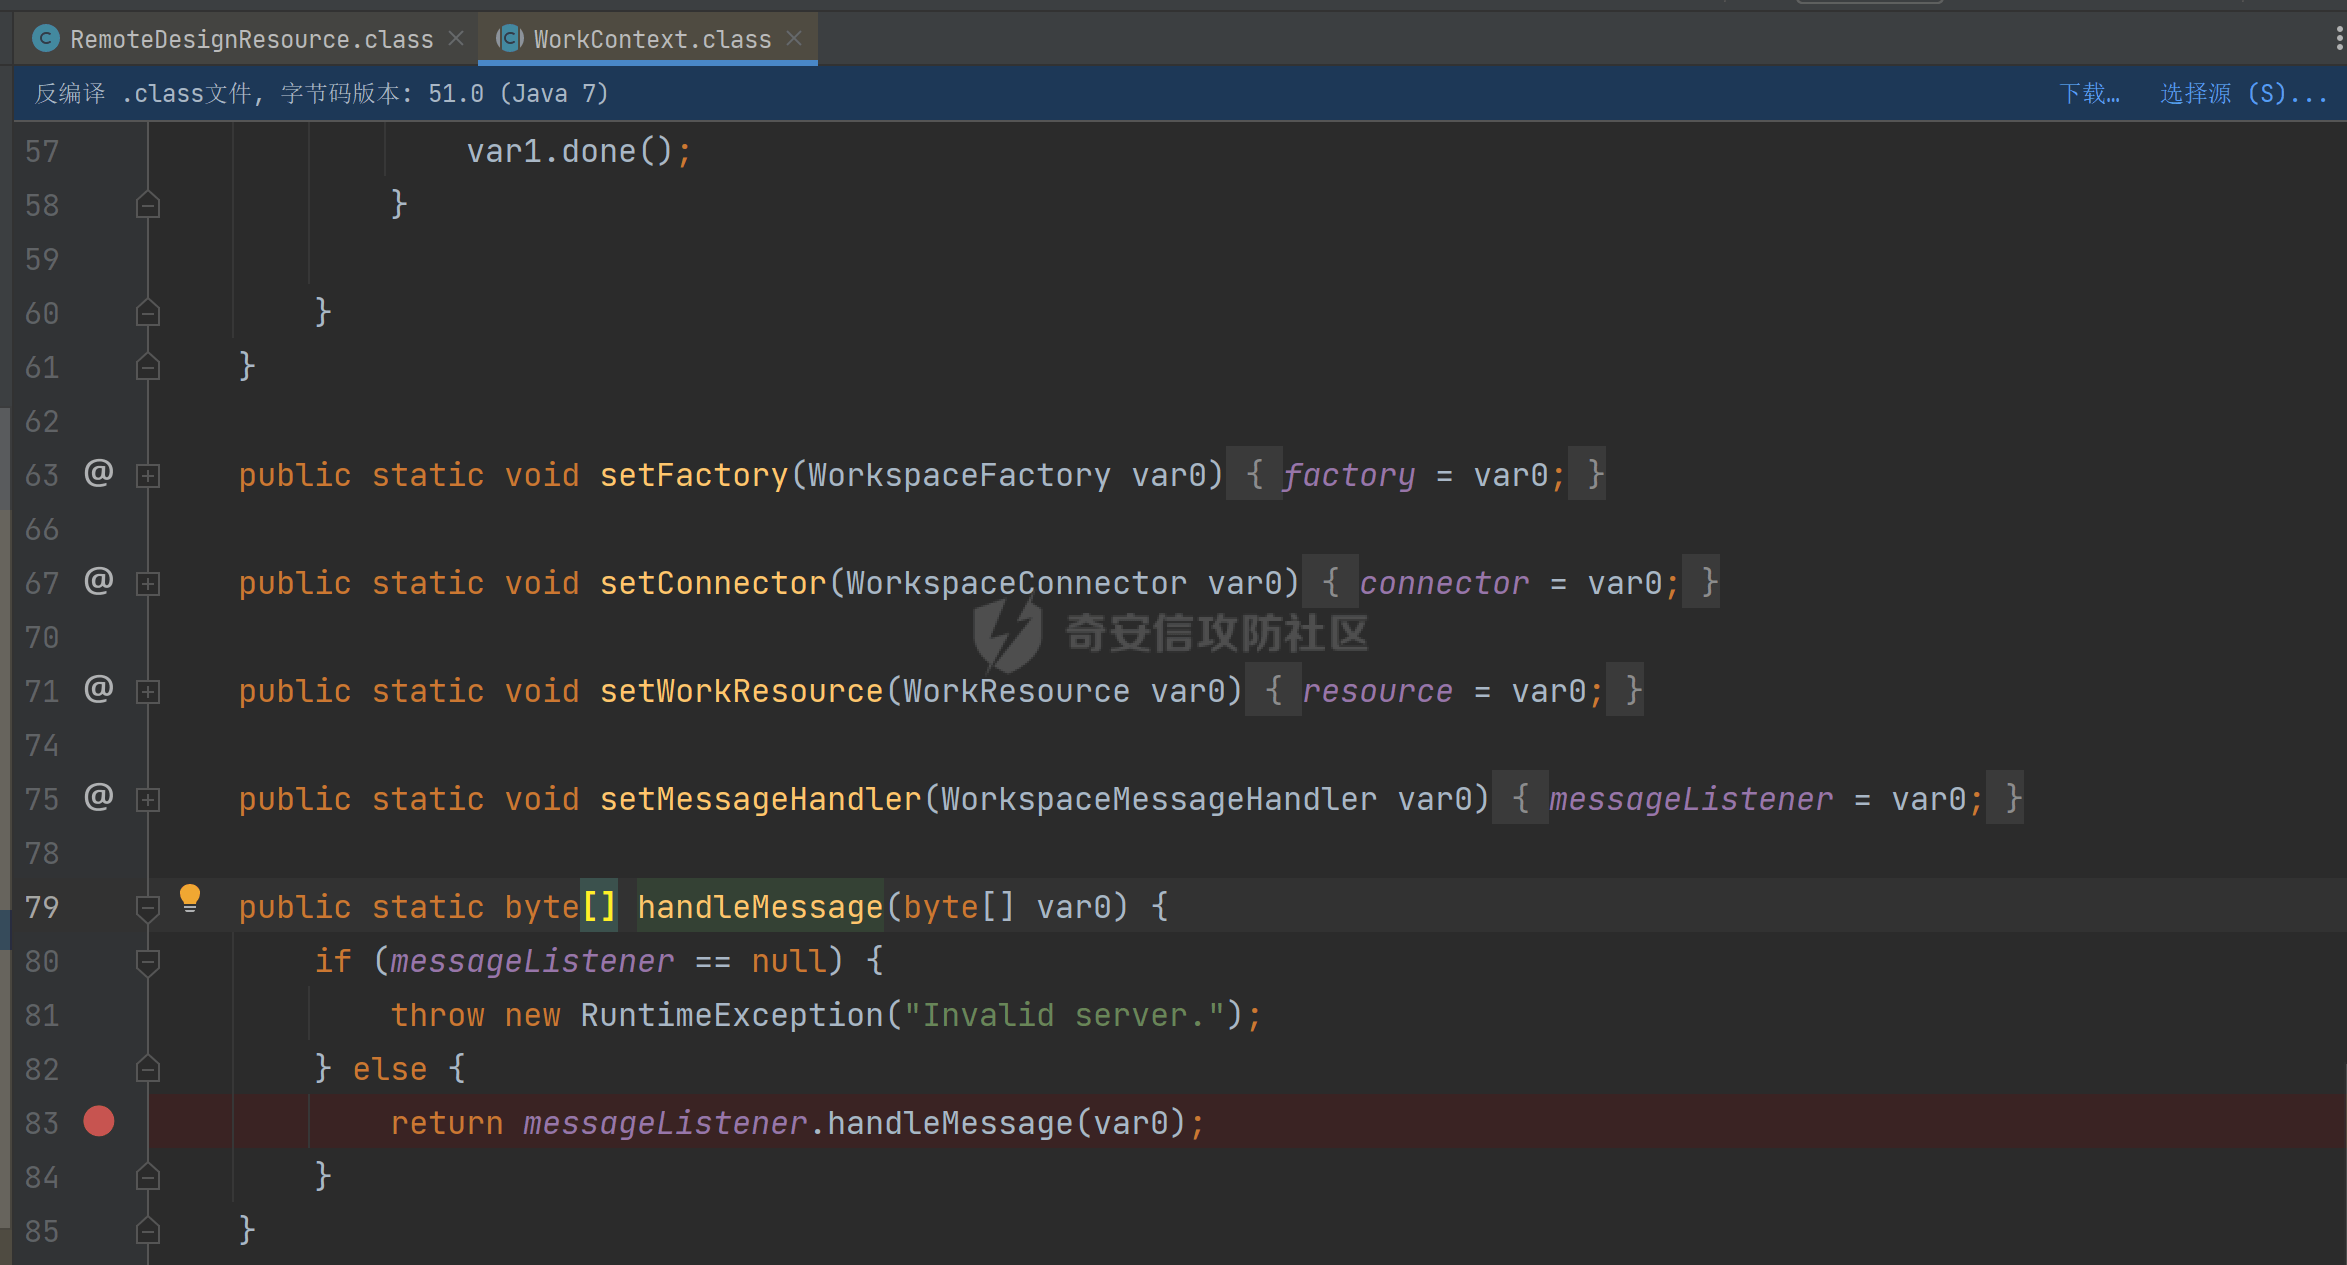 RemoteDesignResource.class
WorkContext.class
反编译 .class文件, 字节码版本: 51.0 (Java 7)
下载…
选择源 (S)...
57 var1.done();
58 }
59
60 }
61 }
62
63 @ public static void setFactory(WorkspaceFactory var0) { factory = var0; }
66
67 @ public static void setConnector(WorkspaceConnector var0) { connector = var0; }
70
71 @ public static void setWorkResource(WorkResource var0) { resource = var0; }
74
75 @ public static void setMessageHandler(WorkspaceMessageHandler var0) { messageListener = var0; }
78
79 public static byte[] handleMessage(byte[] var0) {
80 if (messageListener == null) {
81 throw new RuntimeException("Invalid server.");
82 } else {
83 return messageListener.handleMessage(var0);
84 }
85 }
奇安信攻防社区